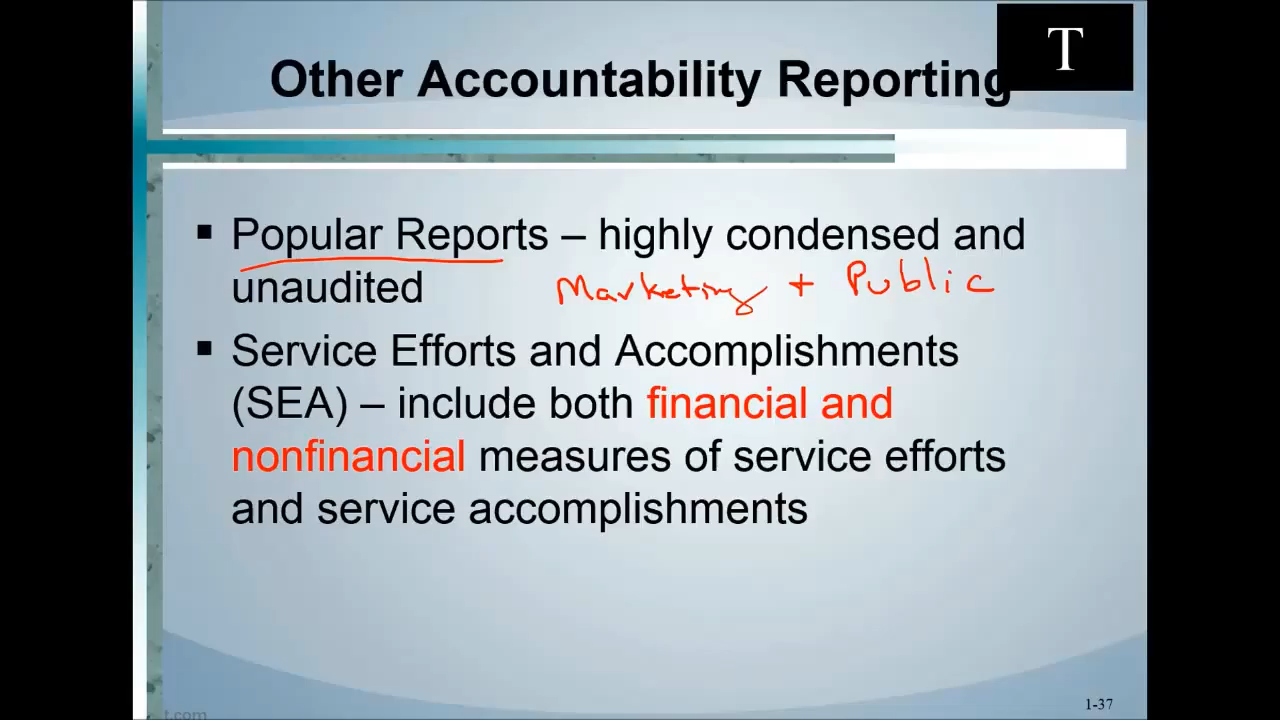 T
Other Accountability Reporting
▪ Popular Reports – highly condensed and
unaudited Marketing + Public
▪ Service Efforts and Accomplishments
(SEA) – include both financial and
nonfinancial measures of service efforts
and service accomplishments
1-37
t.com